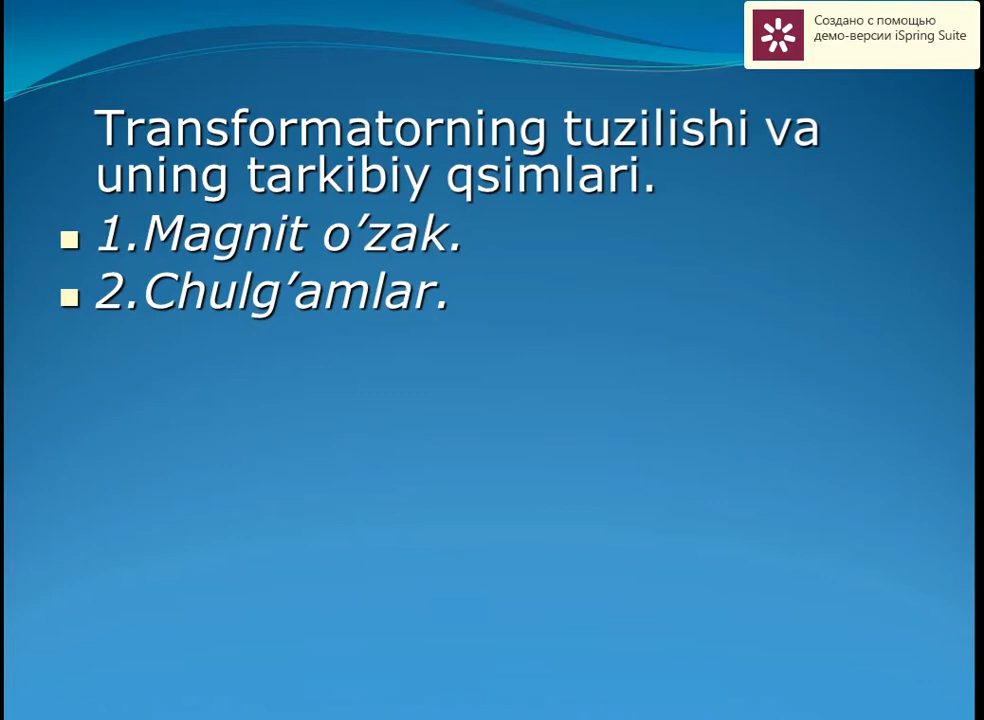 Создано с помощью
демо-версии iSpring Suite
Transformatorning tuzilishi va
uning tarkibiy qsimlari.
1.Magnit o’zak.
2.Chulg’amlar.